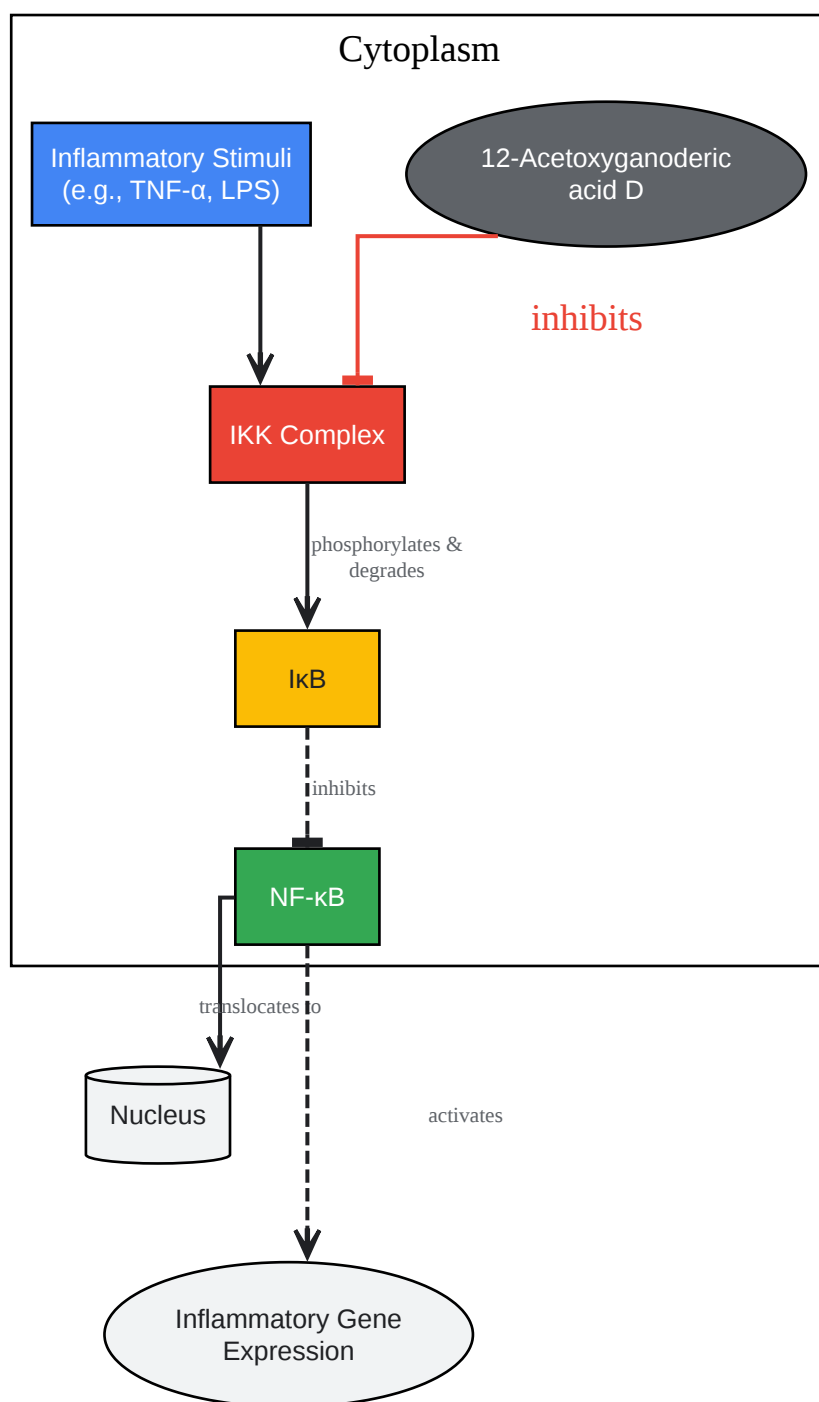 Cytoplasm
Inflammatory Stimuli
(e.g., TNF-α, LPS)
12-Acetoxyganoderic
acid D
inhibits
IKK Complex
phosphorylates &
degrades
IκB
inhibits
NF-κB
translocates to
Nucleus
activates
Inflammatory Gene
Expression